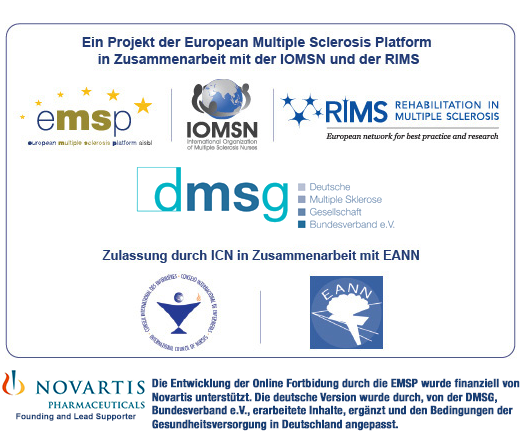 Ein Projekt der European Multiple Sclerosis Platform
in Zusammenarbeit mit der IOMSN und der RIMS
emsp
european multiple sclerosis platform aisbl
IOMSN
International Organization
of Multiple Sclerosis Nurses
RIMS
REHABILITATION IN
MULTIPLE SCLEROSIS
European network for best practice and research
dmsg
Deutsche
Multiple Sklerose
Gesellschaft
Bundesverband e.V.
Zulassung durch ICN in Zusammenarbeit mit EANN
EANN
NOVARTIS
PHARMACEUTICALS
Founding and Lead Supporter
Die Entwicklung der Online Fortbidung durch die EMSP wurde finanziell von
Novartis unterstützt. Die deutsche Version wurde durch, von der DMSG,
Bundesverband e.V., erarbeitete Inhalte, ergänzt und den Bedingungen der
Gesundheitsversorgung in Deutschland angepasst.